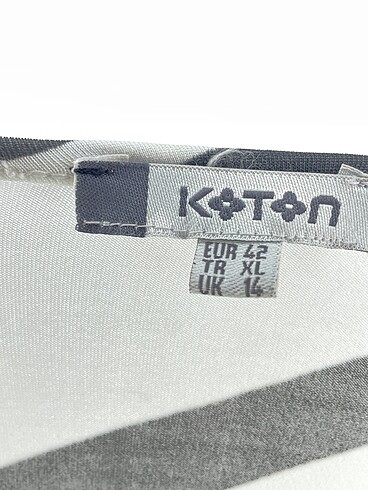 KOTON
EUR 42
TR XL
UK 14